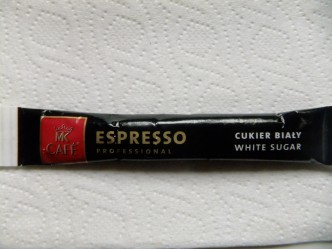 MK
CAFÉ
ESPRESSO
PROFESSIONAL
CUKIER BIAŁY
WHITE SUGAR